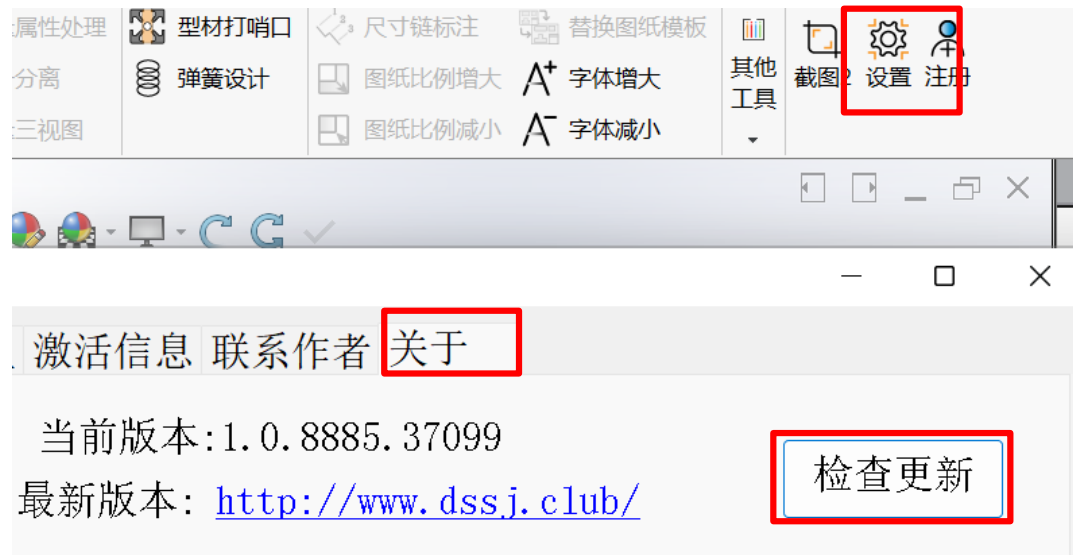 属性处理 型材打哨口 尺寸链标注 替换图纸模板
分离 弹簧设计 图纸比例增大 A+ 字体增大 其他工具 截图2 设置 注册
三视图 图纸比例减小 A- 字体减小
激活信息 联系作者 关于
当前版本:1.0.8885.37099
检查更新
最新版本: http://www.dssj.club/